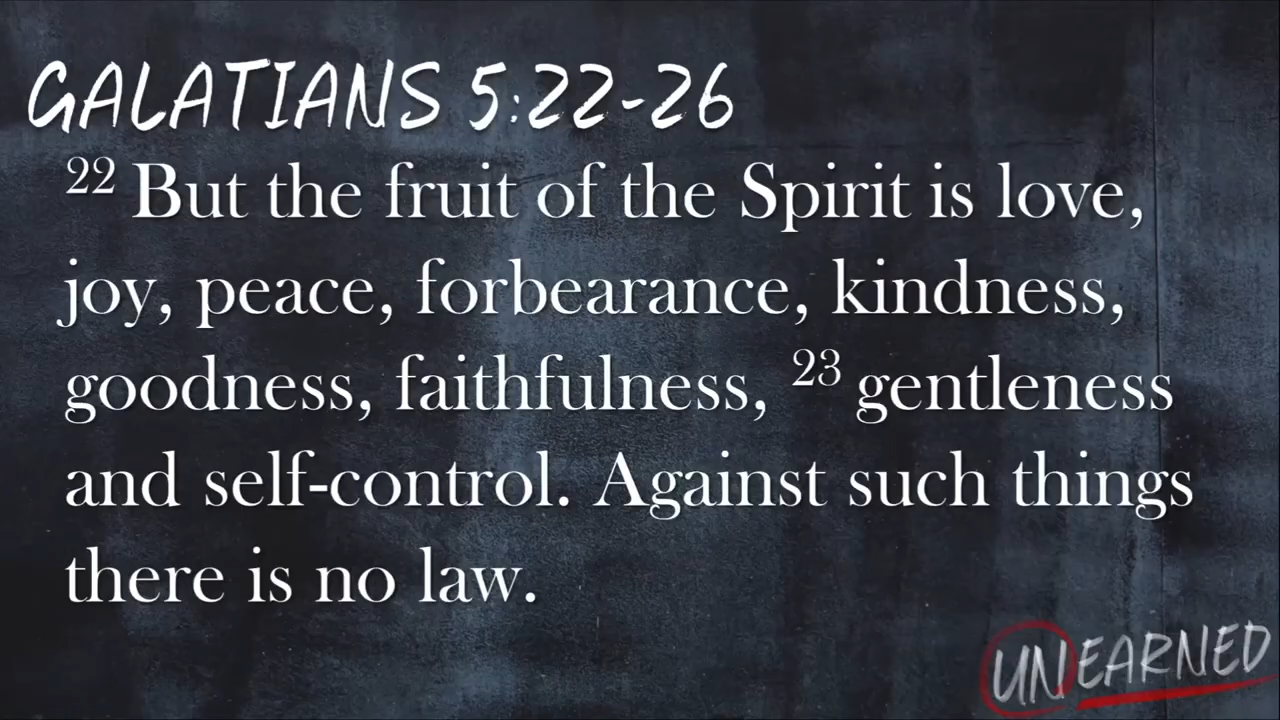 GALATIANS 5:22-26
22 But the fruit of the Spirit is love,
joy, peace, forbearance, kindness,
goodness, faithfulness, 23 gentleness
and self-control. Against such things
there is no law.
UNEARNED